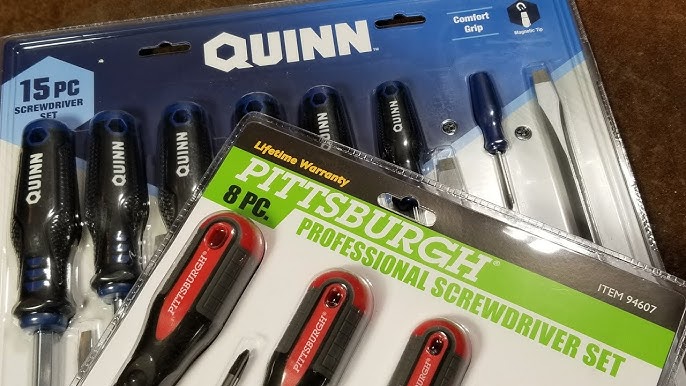 QUINN™
Comfort
Grip
Magnetic Tip
15 PC
SCREWDRIVER
SET
QUINN
QUINN
QUINN
QUINN
QUINN
Lifetime Warranty
PITTSBURGH®
8 PC.
PROFESSIONAL SCREWDRIVER SET
ITEM 94607
PITTSBURGH®
PITTSBURGH®